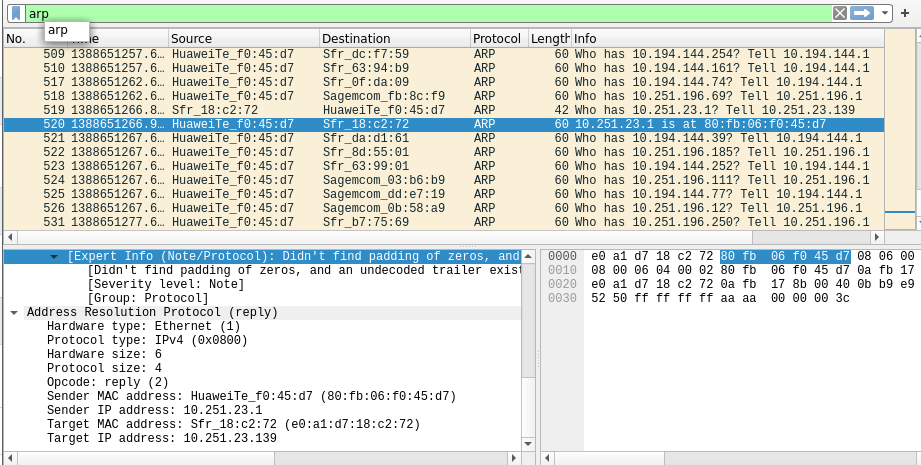 arp
arp
No. Source Destination Protocol Length Info
509 1388651257.6… HuaweiTe_f0:45:d7 Sfr_dc:f7:59 ARP 60 Who has 10.194.144.254? Tell 10.194.144.1
510 1388651257.6… HuaweiTe_f0:45:d7 Sfr_63:94:b9 ARP 60 Who has 10.194.144.161? Tell 10.194.144.1
517 1388651262.6… HuaweiTe_f0:45:d7 Sfr_0f:da:09 ARP 60 Who has 10.194.144.74? Tell 10.194.144.1
518 1388651262.6… HuaweiTe_f0:45:d7 Sagemcom_fb:8c:f9 ARP 60 Who has 10.251.196.69? Tell 10.251.196.1
519 1388651266.8… Sfr_18:c2:72 HuaweiTe_f0:45:d7 ARP 42 Who has 10.251.23.1? Tell 10.251.23.139
520 1388651266.9… HuaweiTe_f0:45:d7 Sfr_18:c2:72 ARP 60 10.251.23.1 is at 80:fb:06:f0:45:d7
521 1388651267.6… HuaweiTe_f0:45:d7 Sfr_da:d1:61 ARP 60 Who has 10.194.144.39? Tell 10.194.144.1
522 1388651267.6… HuaweiTe_f0:45:d7 Sfr_8d:55:01 ARP 60 Who has 10.251.196.185? Tell 10.251.196.1
523 1388651267.6… HuaweiTe_f0:45:d7 Sfr_63:99:01 ARP 60 Who has 10.194.144.252? Tell 10.194.144.1
524 1388651267.6… HuaweiTe_f0:45:d7 Sagemcom_03:b6:b9 ARP 60 Who has 10.251.196.111? Tell 10.251.196.1
525 1388651267.6… HuaweiTe_f0:45:d7 Sagemcom_dd:e7:19 ARP 60 Who has 10.194.144.77? Tell 10.194.144.1
526 1388651267.6… HuaweiTe_f0:45:d7 Sagemcom_0b:58:a9 ARP 60 Who has 10.251.196.12? Tell 10.251.196.1
531 1388651277.6… HuaweiTe_f0:45:d7 Sfr_b7:75:69 ARP 60 Who has 10.251.196.250? Tell 10.251.196.1
[Expert Info (Note/Protocol): Didn't find padding of zeros, and
[Didn't find padding of zeros, and an undecoded trailer exist
[Severity level: Note]
[Group: Protocol]
Address Resolution Protocol (reply)
Hardware type: Ethernet (1)
Protocol type: IPv4 (0x0800)
Hardware size: 6
Protocol size: 4
Opcode: reply (2)
Sender MAC address: HuaweiTe_f0:45:d7 (80:fb:06:f0:45:d7)
Sender IP address: 10.251.23.1
Target MAC address: Sfr_18:c2:72 (e0:a1:d7:18:c2:72)
Target IP address: 10.251.23.139
0000 e0 a1 d7 18 c2 72 80 fb 06 f0 45 d7 08 06 00
0010 08 00 06 04 00 02 80 fb 06 f0 45 d7 0a fb 17
0020 e0 a1 d7 18 c2 72 0a fb 17 8b 00 40 0b b9 e9
0030 52 50 ff ff ff ff aa aa 00 00 00 3c